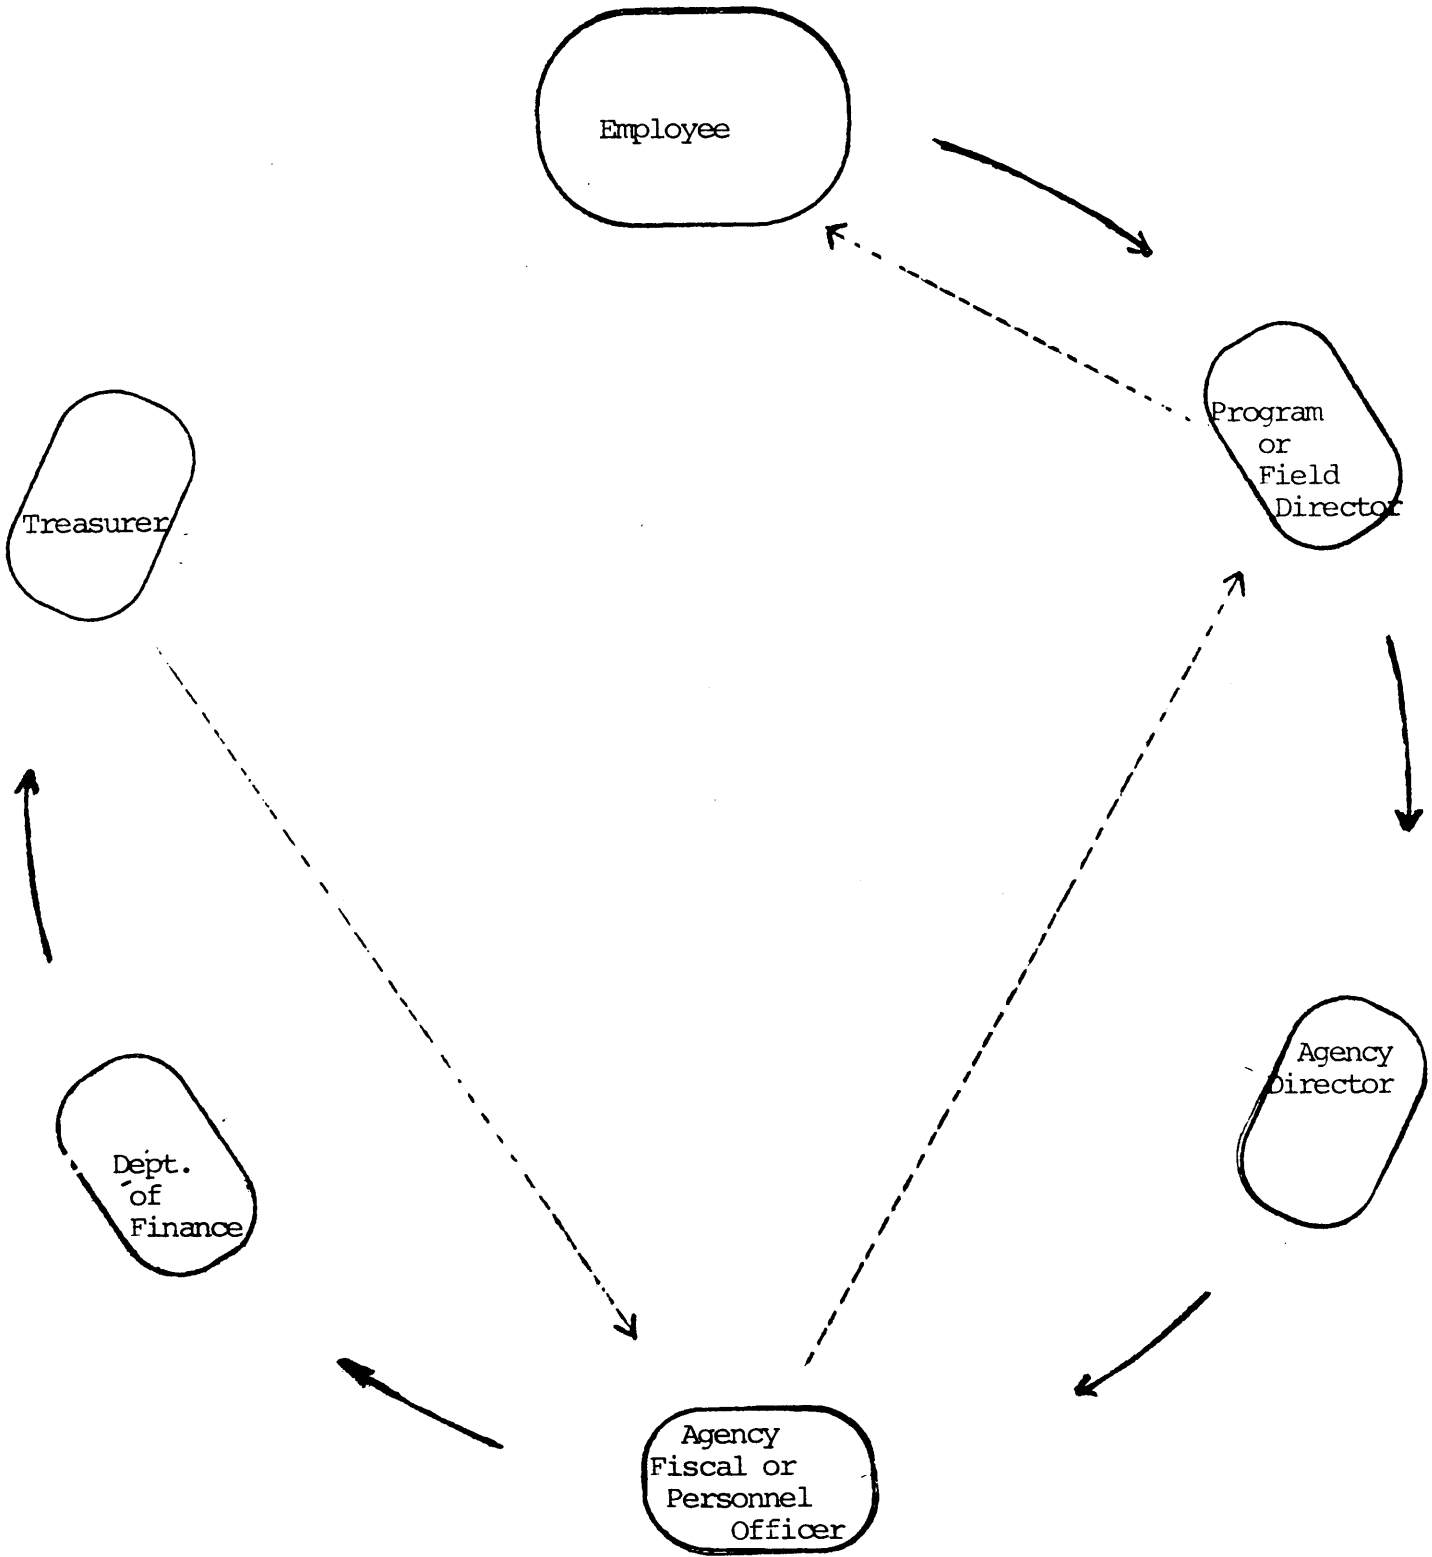 Employee
Program
or
Field
Director
Treasurer
Agency
Director
Dept.
of
Finance
Agency
Fiscal or
Personnel
Officer